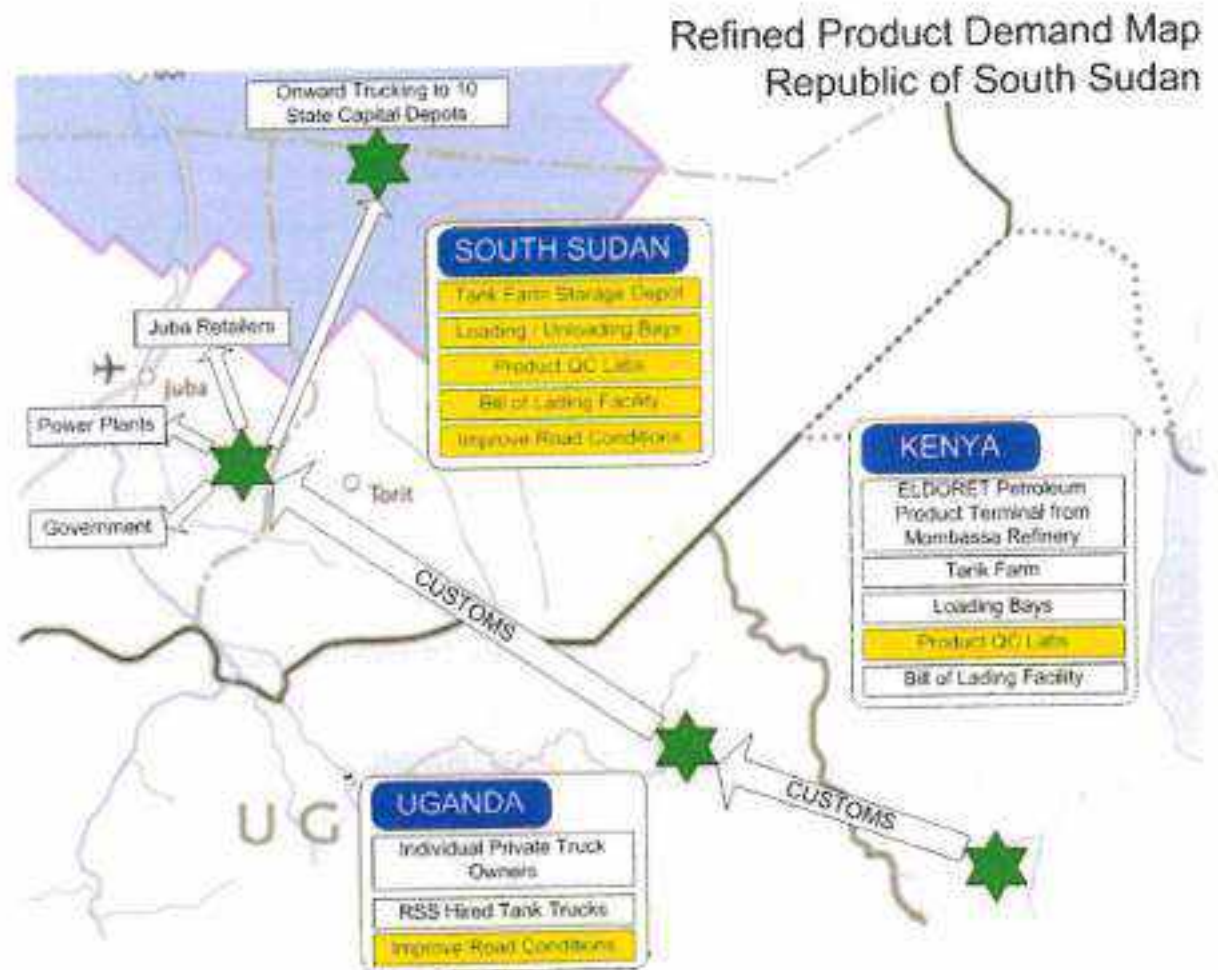 Refined Product Demand Map
Republic of South Sudan
Onward Trucking to 10
State Capital Depots
SOUTH SUDAN
Tank Farm Storage Depot
Loading / Unloading Bays
Product QC Labs
Bill of Lading Facility
Improve Road Conditions
Juba Retailers
Juba
Power Plants
Government
Torit
CUSTOMS
KENYA
ELDORET Petroleum
Product Terminal from
Mombassa Refinery
Tank Farm
Loading Bays
Product QC Labs
Bill of Lading Facility
CUSTOMS
UGANDA
Individual Private Truck
Owners
RSS Hired Tank Trucks
Improve Road Conditions
U G